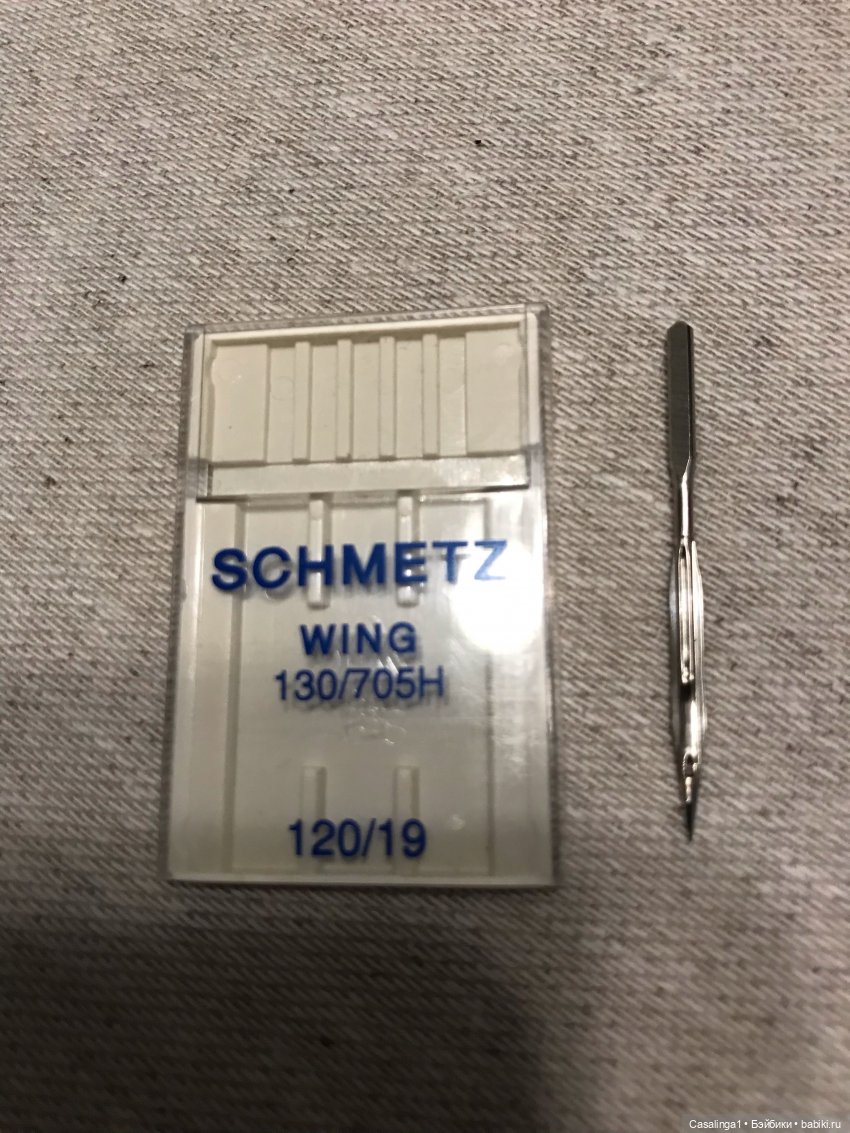 SCHMETZ
WING
130/705H
120/19
Casalinga1 • Бэйбики • babiki.ru